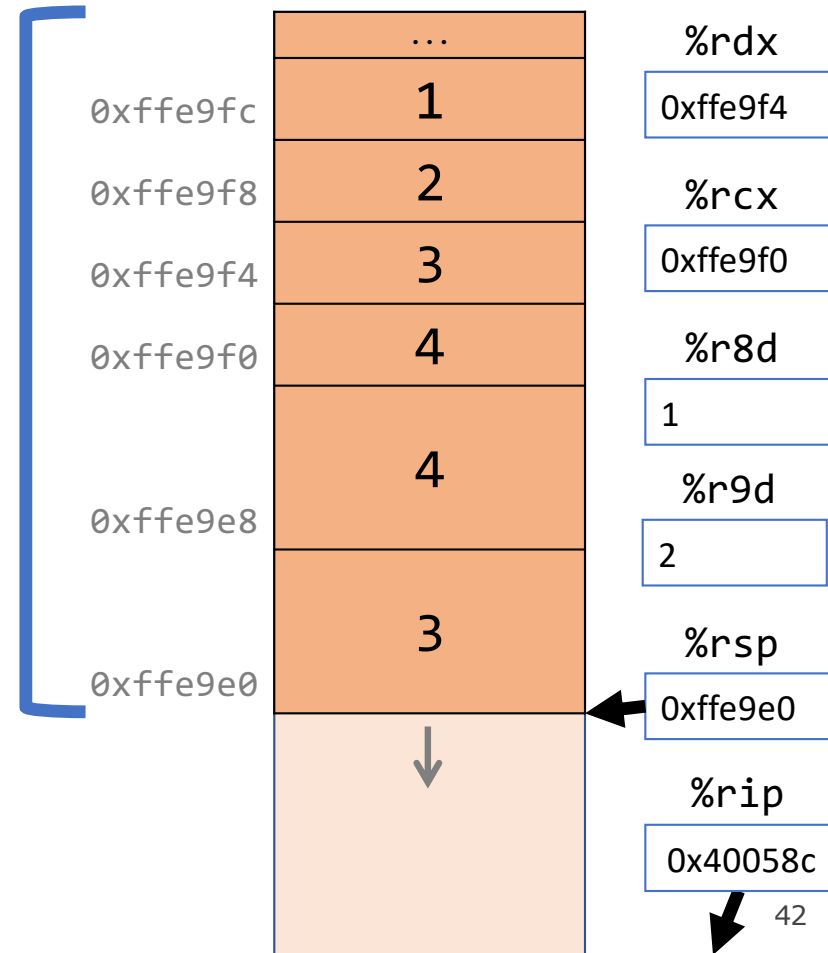 ...
%rdx
0xffe9fc
1
0xffe9f4
0xffe9f8
2
%rcx
0xffe9f4
3
0xffe9f0
0xffe9f0
4
%r8d
1
4
%r9d
0xffe9e8
2
3
%rsp
0xffe9e0
0xffe9e0
%rip
0x40058c
42